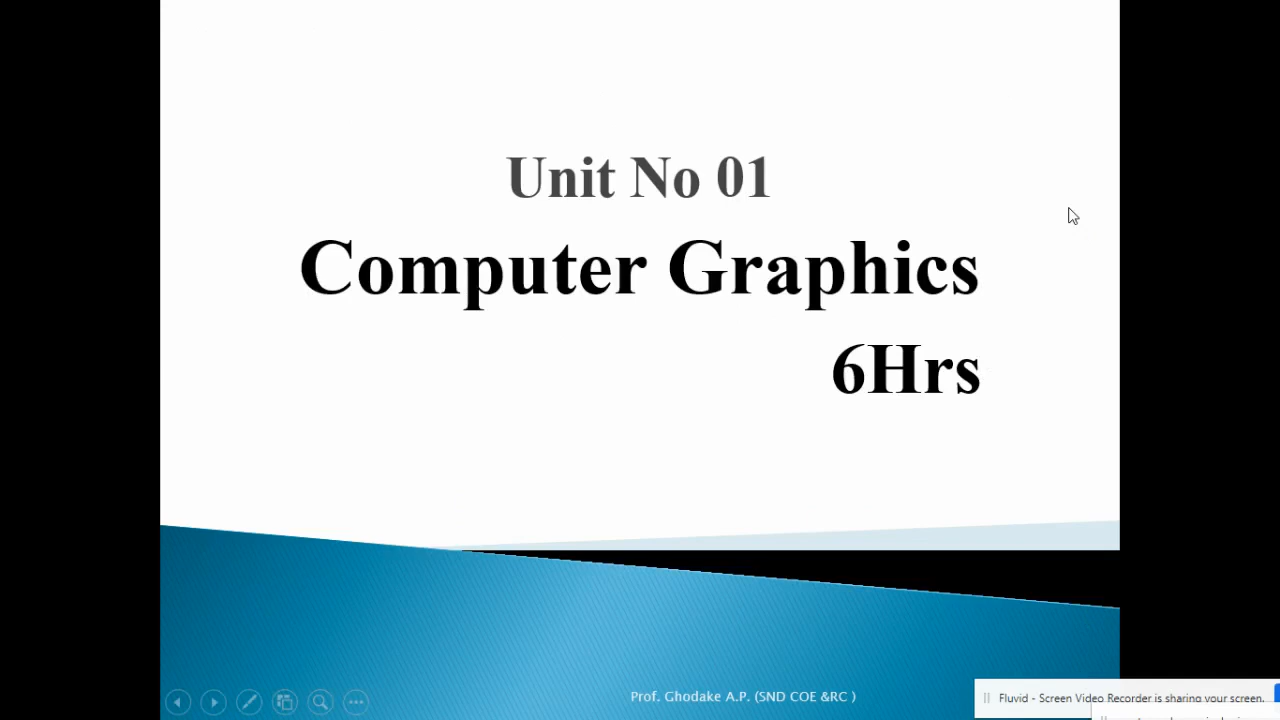 Unit No 01
Computer Graphics
6Hrs
Prof. Ghodake A.P. (SND COE &RC )
Fluvid - Screen Video Recorder is sharing your screen.